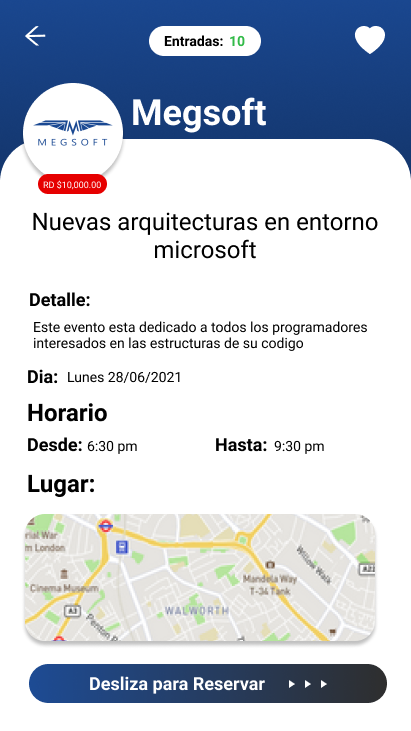 Entradas: 10
Megsoft
MEGSOFT
RD $10,000.00
Nuevas arquitecturas en entorno
microsoft
Detalle:
Este evento esta dedicado a todos los programadores
interesados en las estructuras de su codigo
Dia: Lunes 28/06/2021
Horario
Desde: 6:30 pm Hasta: 9:30 pm
Lugar:
rial War
m London
Willow Walk
Cinema Museum
Mandela Way
T-34 Tank
A21
A3
WALWORTH
Penton
Desliza para Reservar